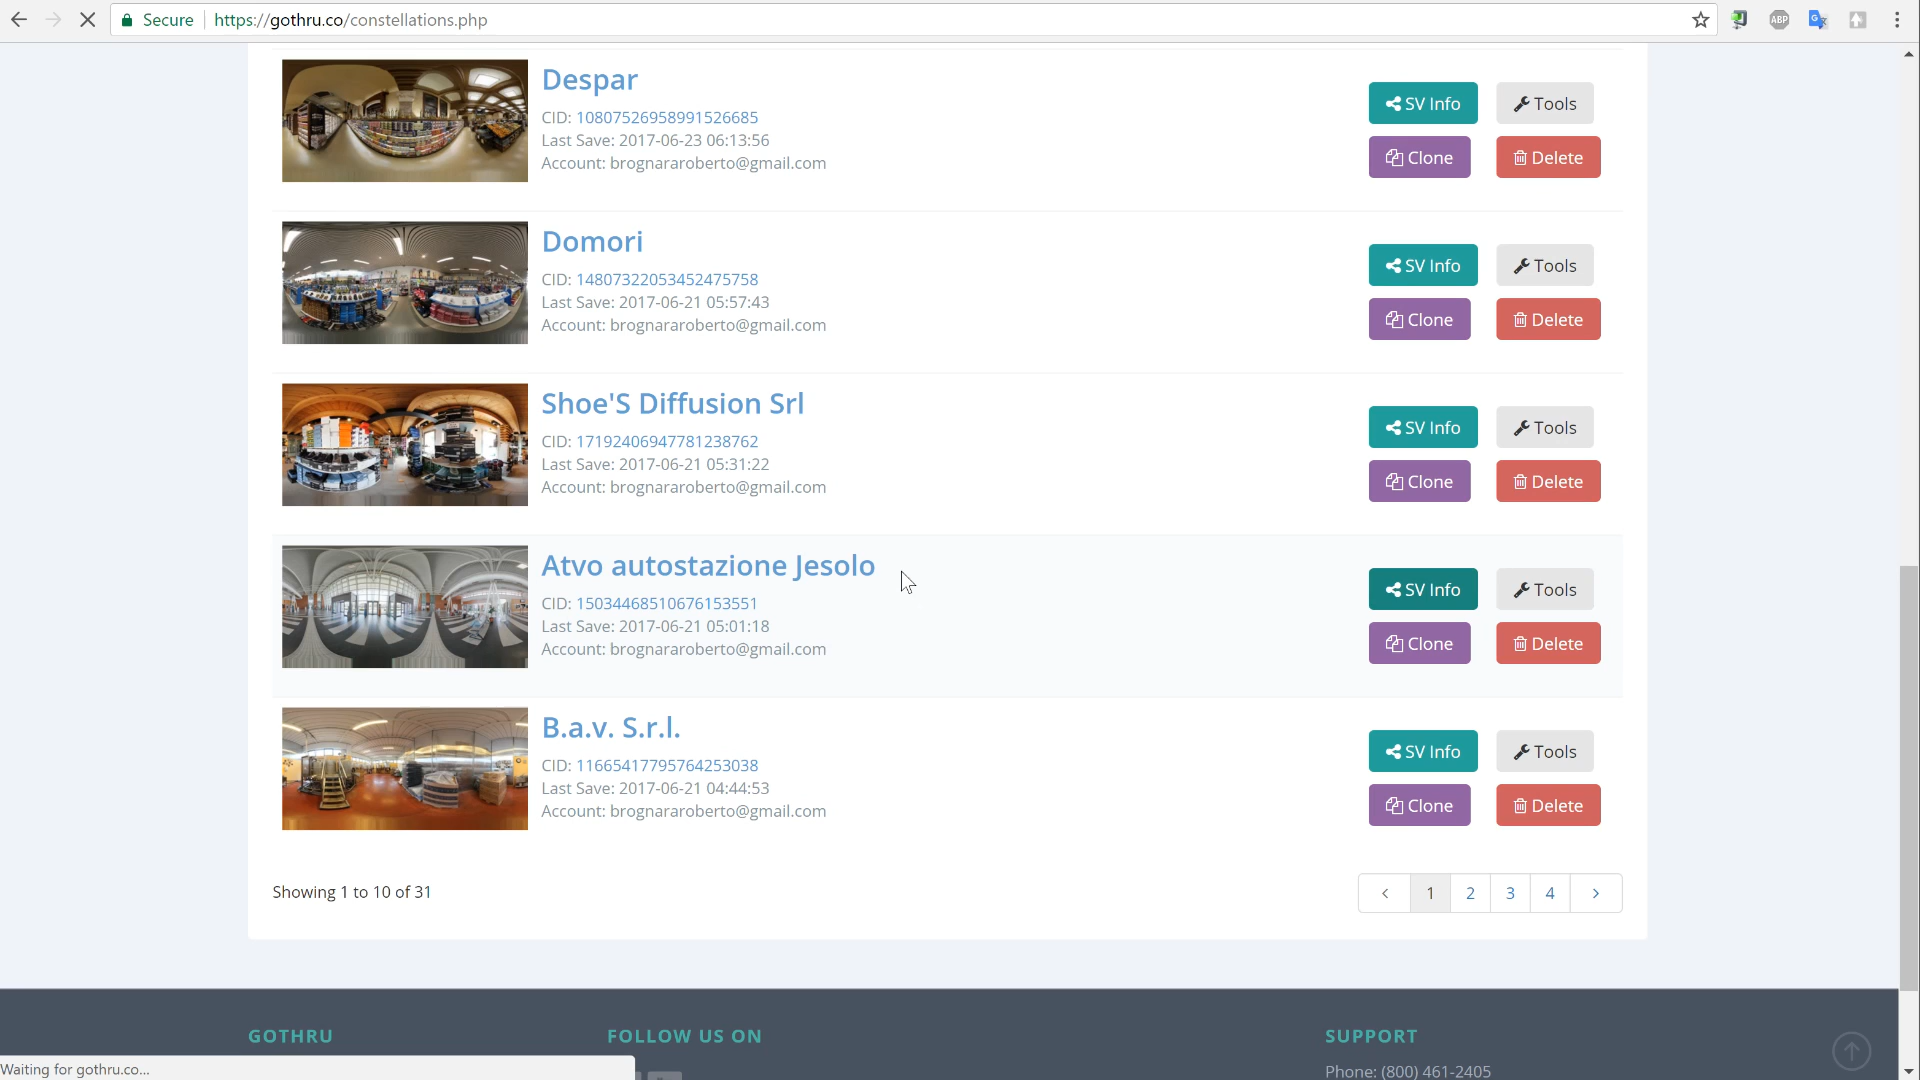 Secure https://gothru.co/constellations.php
ABP
Despar
CID: 10807526958991526685
Last Save: 2017-06-23 06:13:56
Account: brognararoberto@gmail.com
SV Info Tools
Clone Delete
Domori
CID: 14807322053452475758
Last Save: 2017-06-21 05:57:43
Account: brognararoberto@gmail.com
SV Info Tools
Clone Delete
Shoe'S Diffusion Srl
CID: 17192406947781238762
Last Save: 2017-06-21 05:31:22
Account: brognararoberto@gmail.com
SV Info Tools
Clone Delete
Atvo autostazione Jesolo
CID: 15034468510676153551
Last Save: 2017-06-21 05:01:18
Account: brognararoberto@gmail.com
SV Info Tools
Clone Delete
B.a.v. S.r.l.
CID: 11665417795764253038
Last Save: 2017-06-21 04:44:53
Account: brognararoberto@gmail.com
SV Info Tools
Clone Delete
Showing 1 to 10 of 31
< 1 2 3 4 >
GOTHRU FOLLOW US ON SUPPORT
Waiting for gothru.co...
Phone: (800) 461-2405